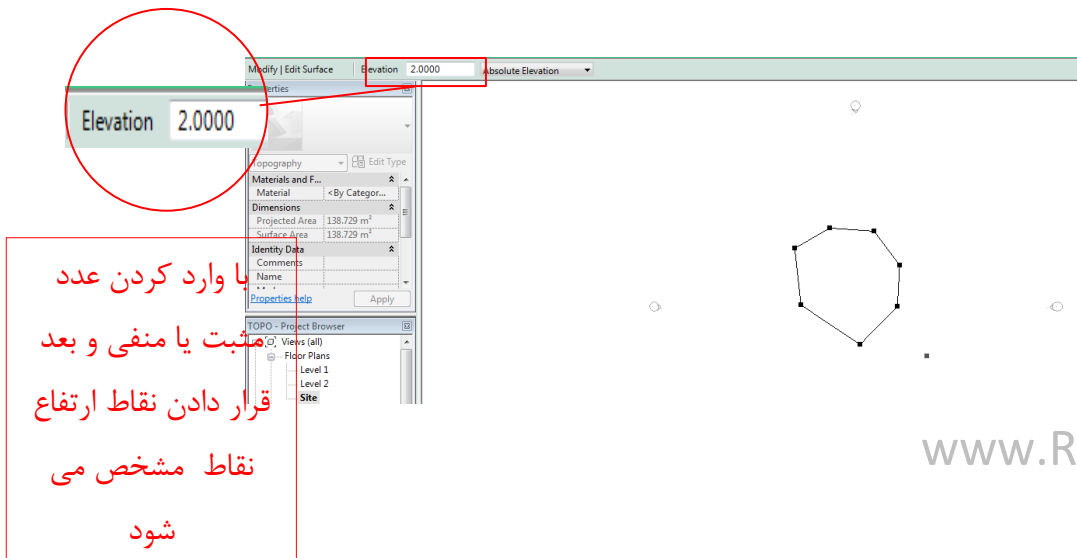 Modify | Edit Surface
Elevation 2.0000
Absolute Elevation
Elevation 2.0000
Topography
Edit Type
Materials and F...
Material <By Categor...
Dimensions
Projected Area 138.729 m²
Surface Area 138.729 m²
Identity Data
Comments
Name
Properties help
Apply
TOPO - Project Browser
Views (all)
Floor Plans
Level 1
Level 2
Site
با وارد کردن عدد
مثبت یا منفی و بعد
قرار دادن نقاط ارتفاع
نقاط مشخص می
شود
www.R